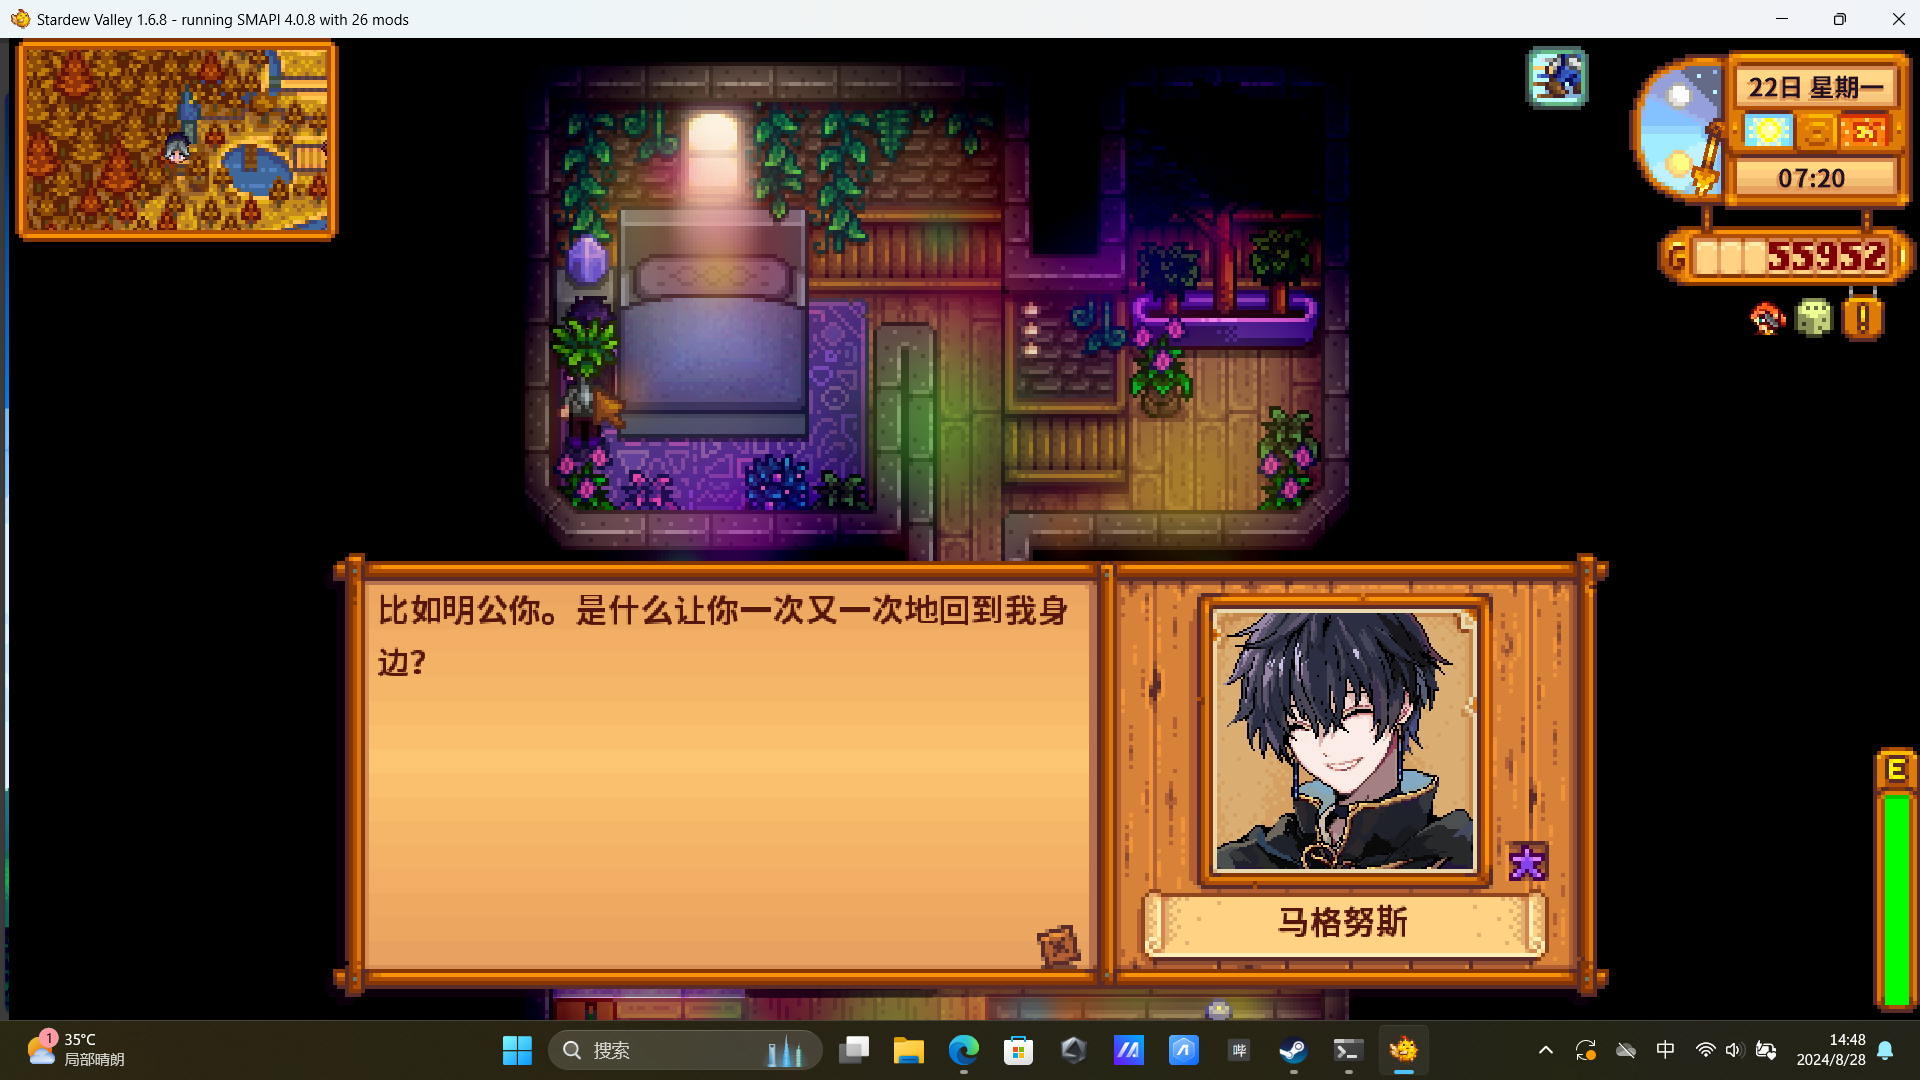 Stardew Valley 1.6.8 - running SMAPI 4.0.8 with 26 mods
22日 星期一
07:20
G 55952
!
比如明公你。是什么让你一次又一次地回到我身
边?
马格努斯
E
1
35°C
局部晴朗
搜索
哔
中
14:48
2024/8/28